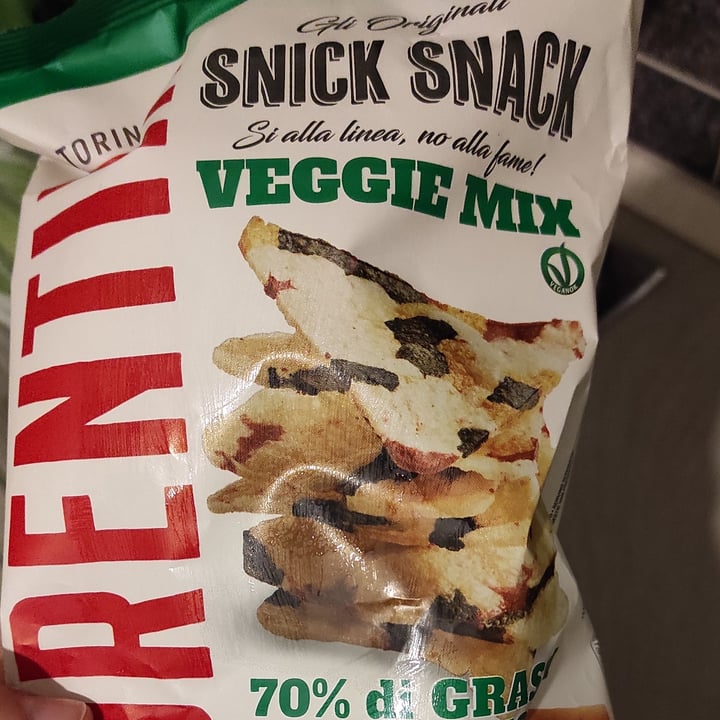 Gli Originali
SNICK SNACK
Si alla linea, no alla fame!
VEGGIE MIX
VEGANOK
TORIN
RENTI
70% di GRAS